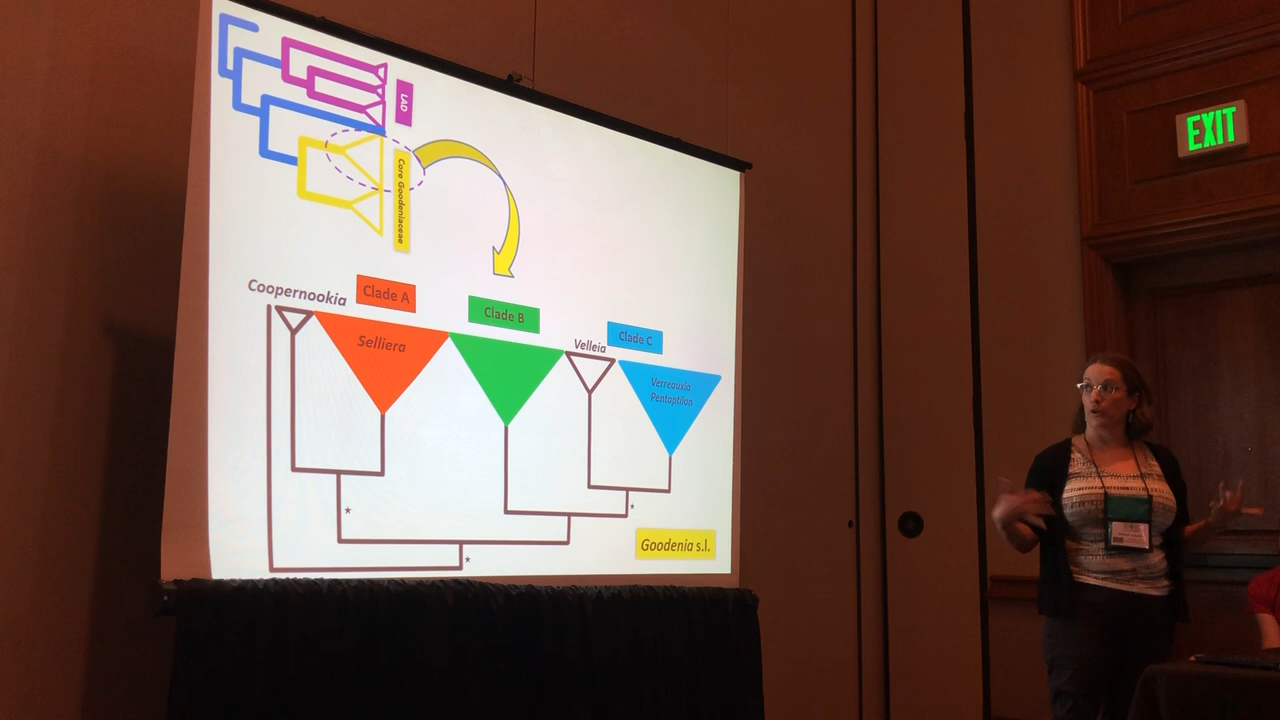 LAD
Core Goodeniaceae
Coopernookia
Clade A
Clade B
Clade C
Selliera
Velleia
Verreauxia
Pentaptilon
Goodenia s.l.
EXIT